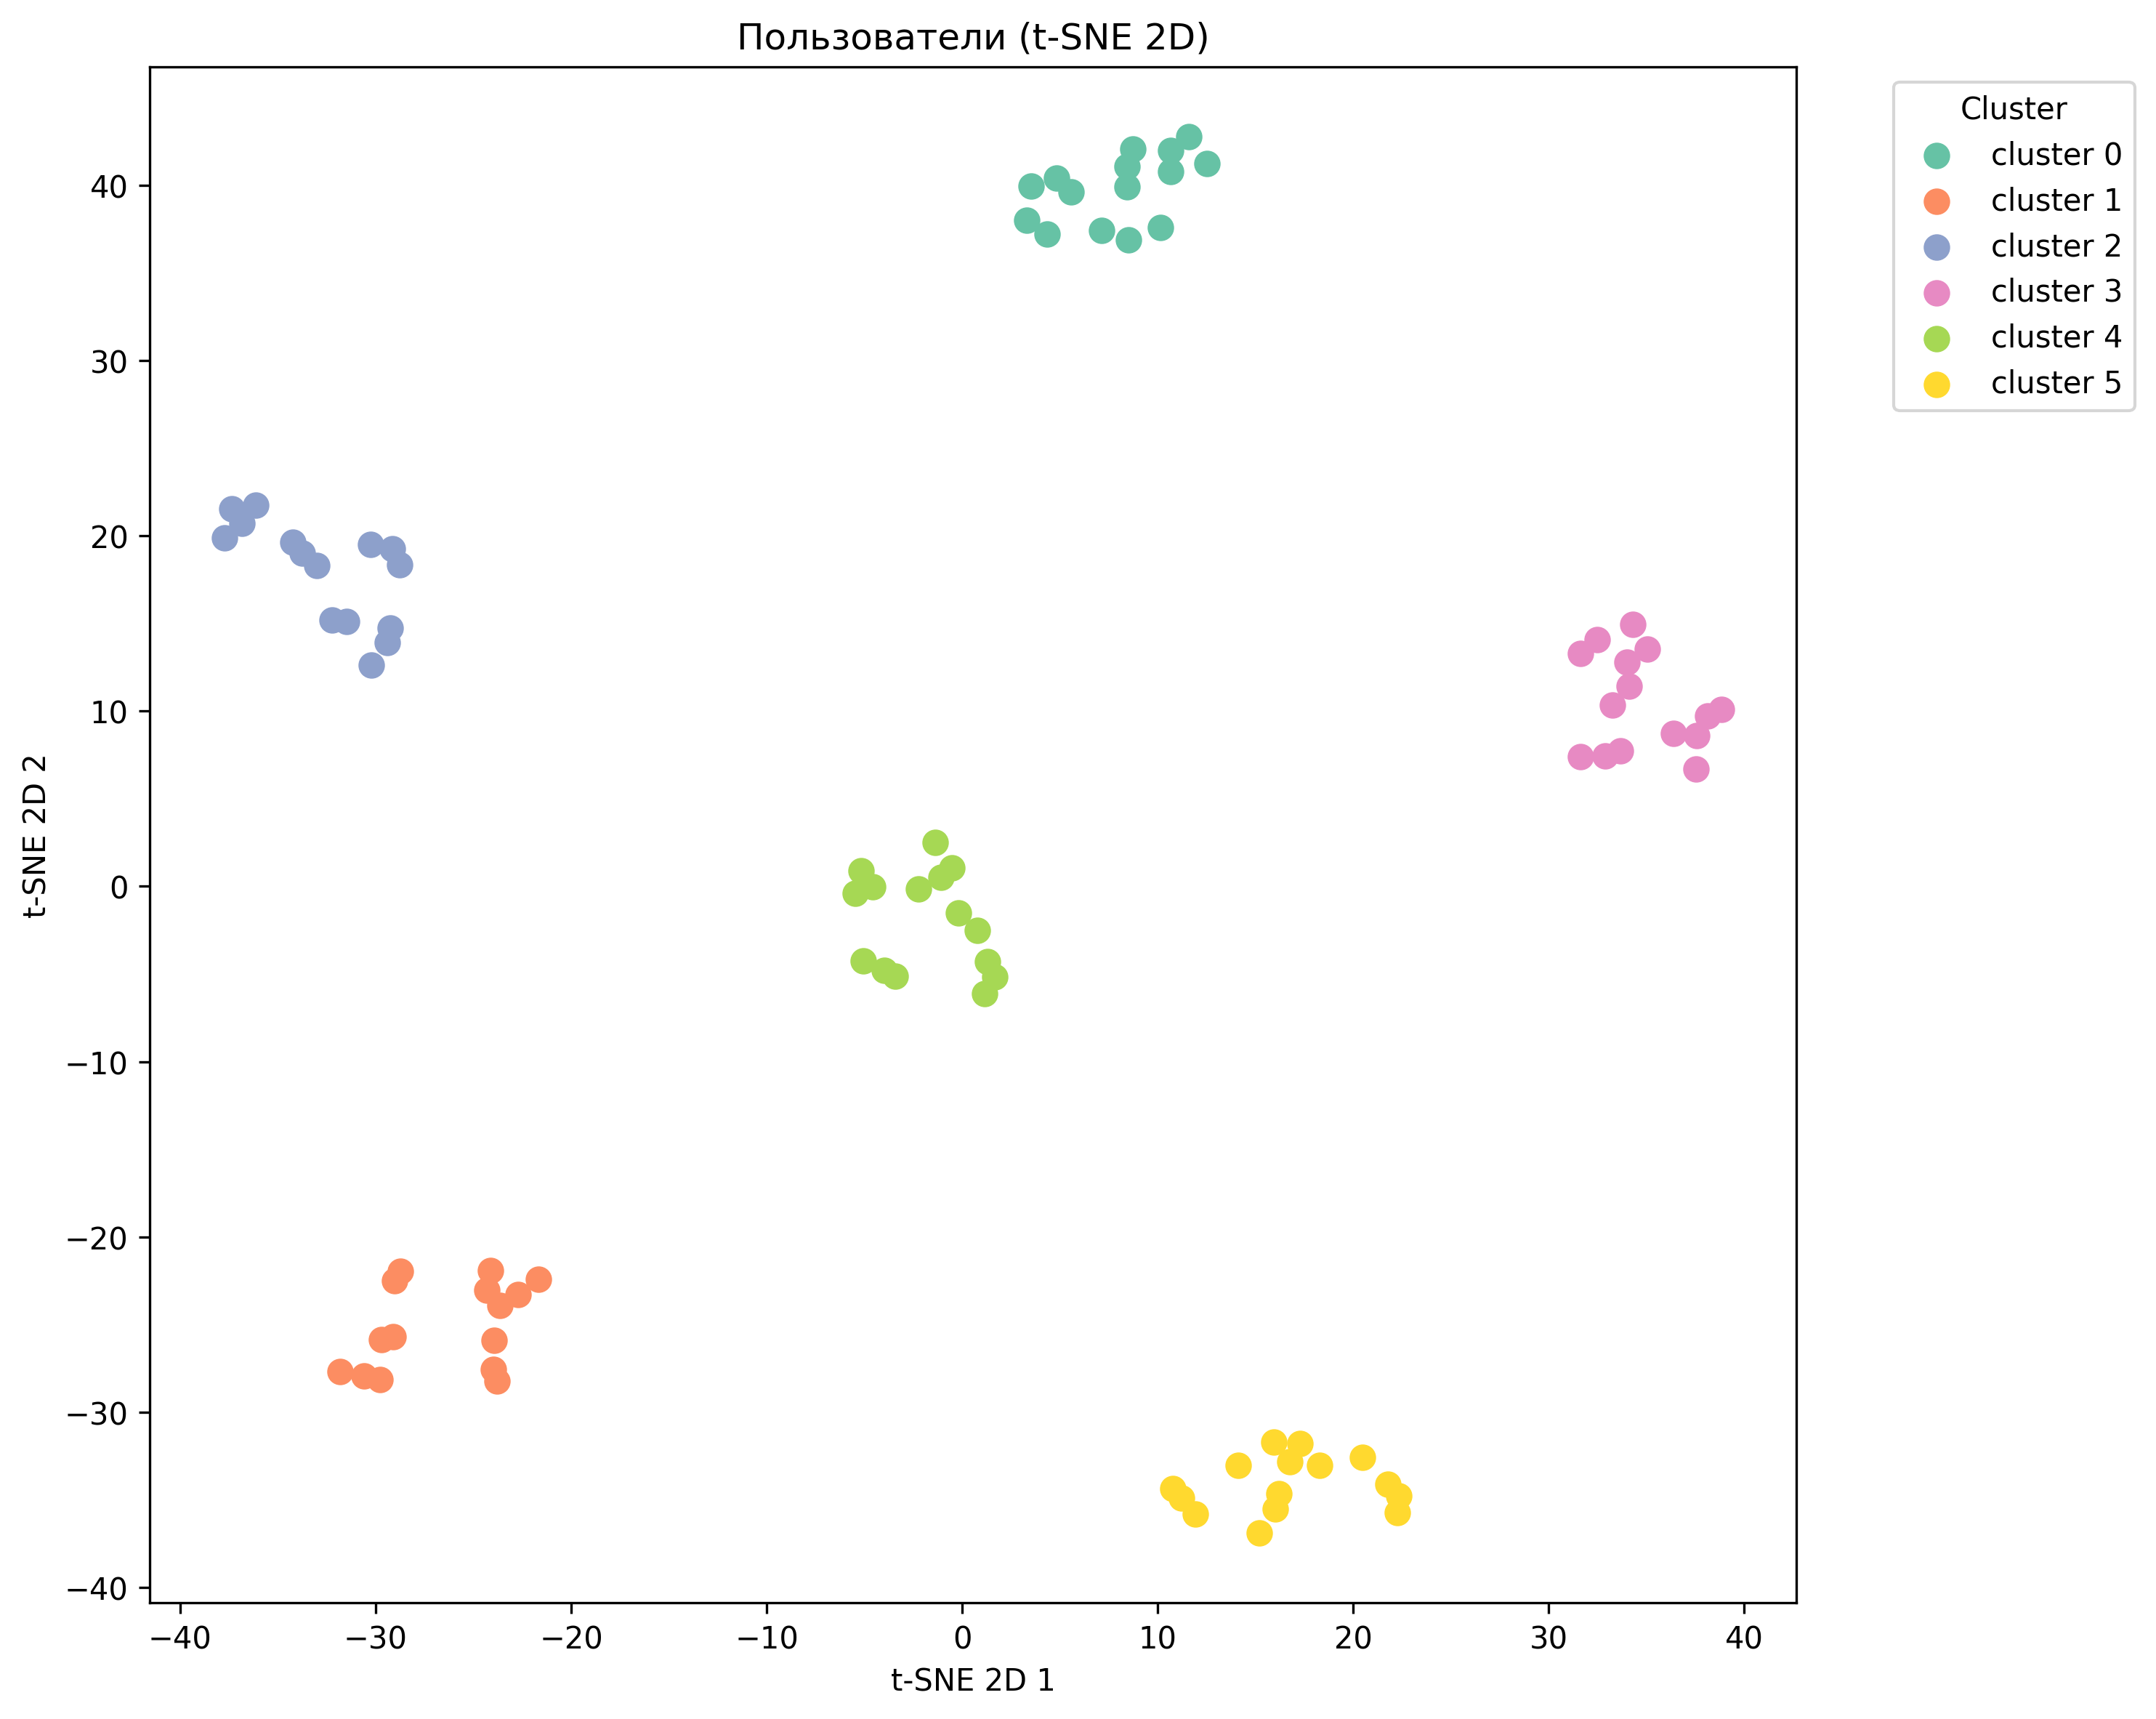 Пользователи (t-SNE 2D)
Cluster
cluster 0
cluster 1
cluster 2
cluster 3
cluster 4
cluster 5
40
30
20
10
0
−10
−20
−30
−40
t-SNE 2D 2
−40 −30 −20 −10 0 10 20 30 40
t-SNE 2D 1